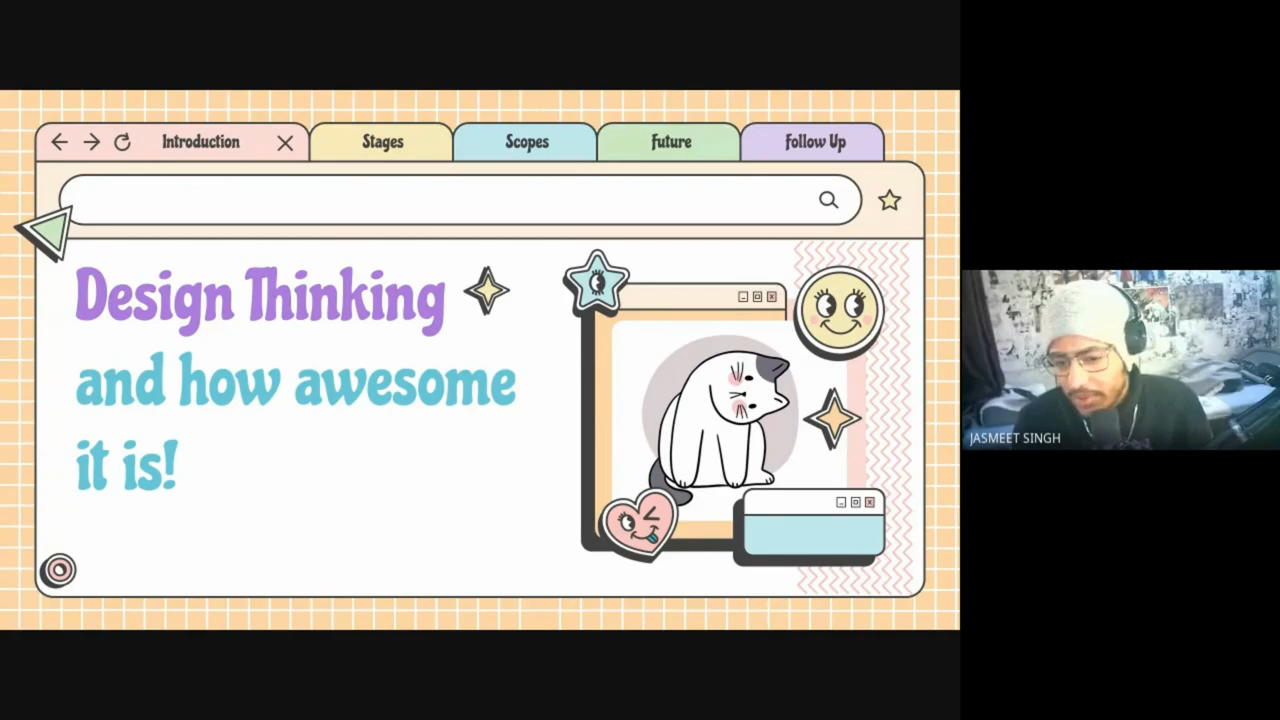 Introduction
Stages
Scopes
Future
Follow Up
Design Thinking
and how awesome
it is!
JASMEET SINGH